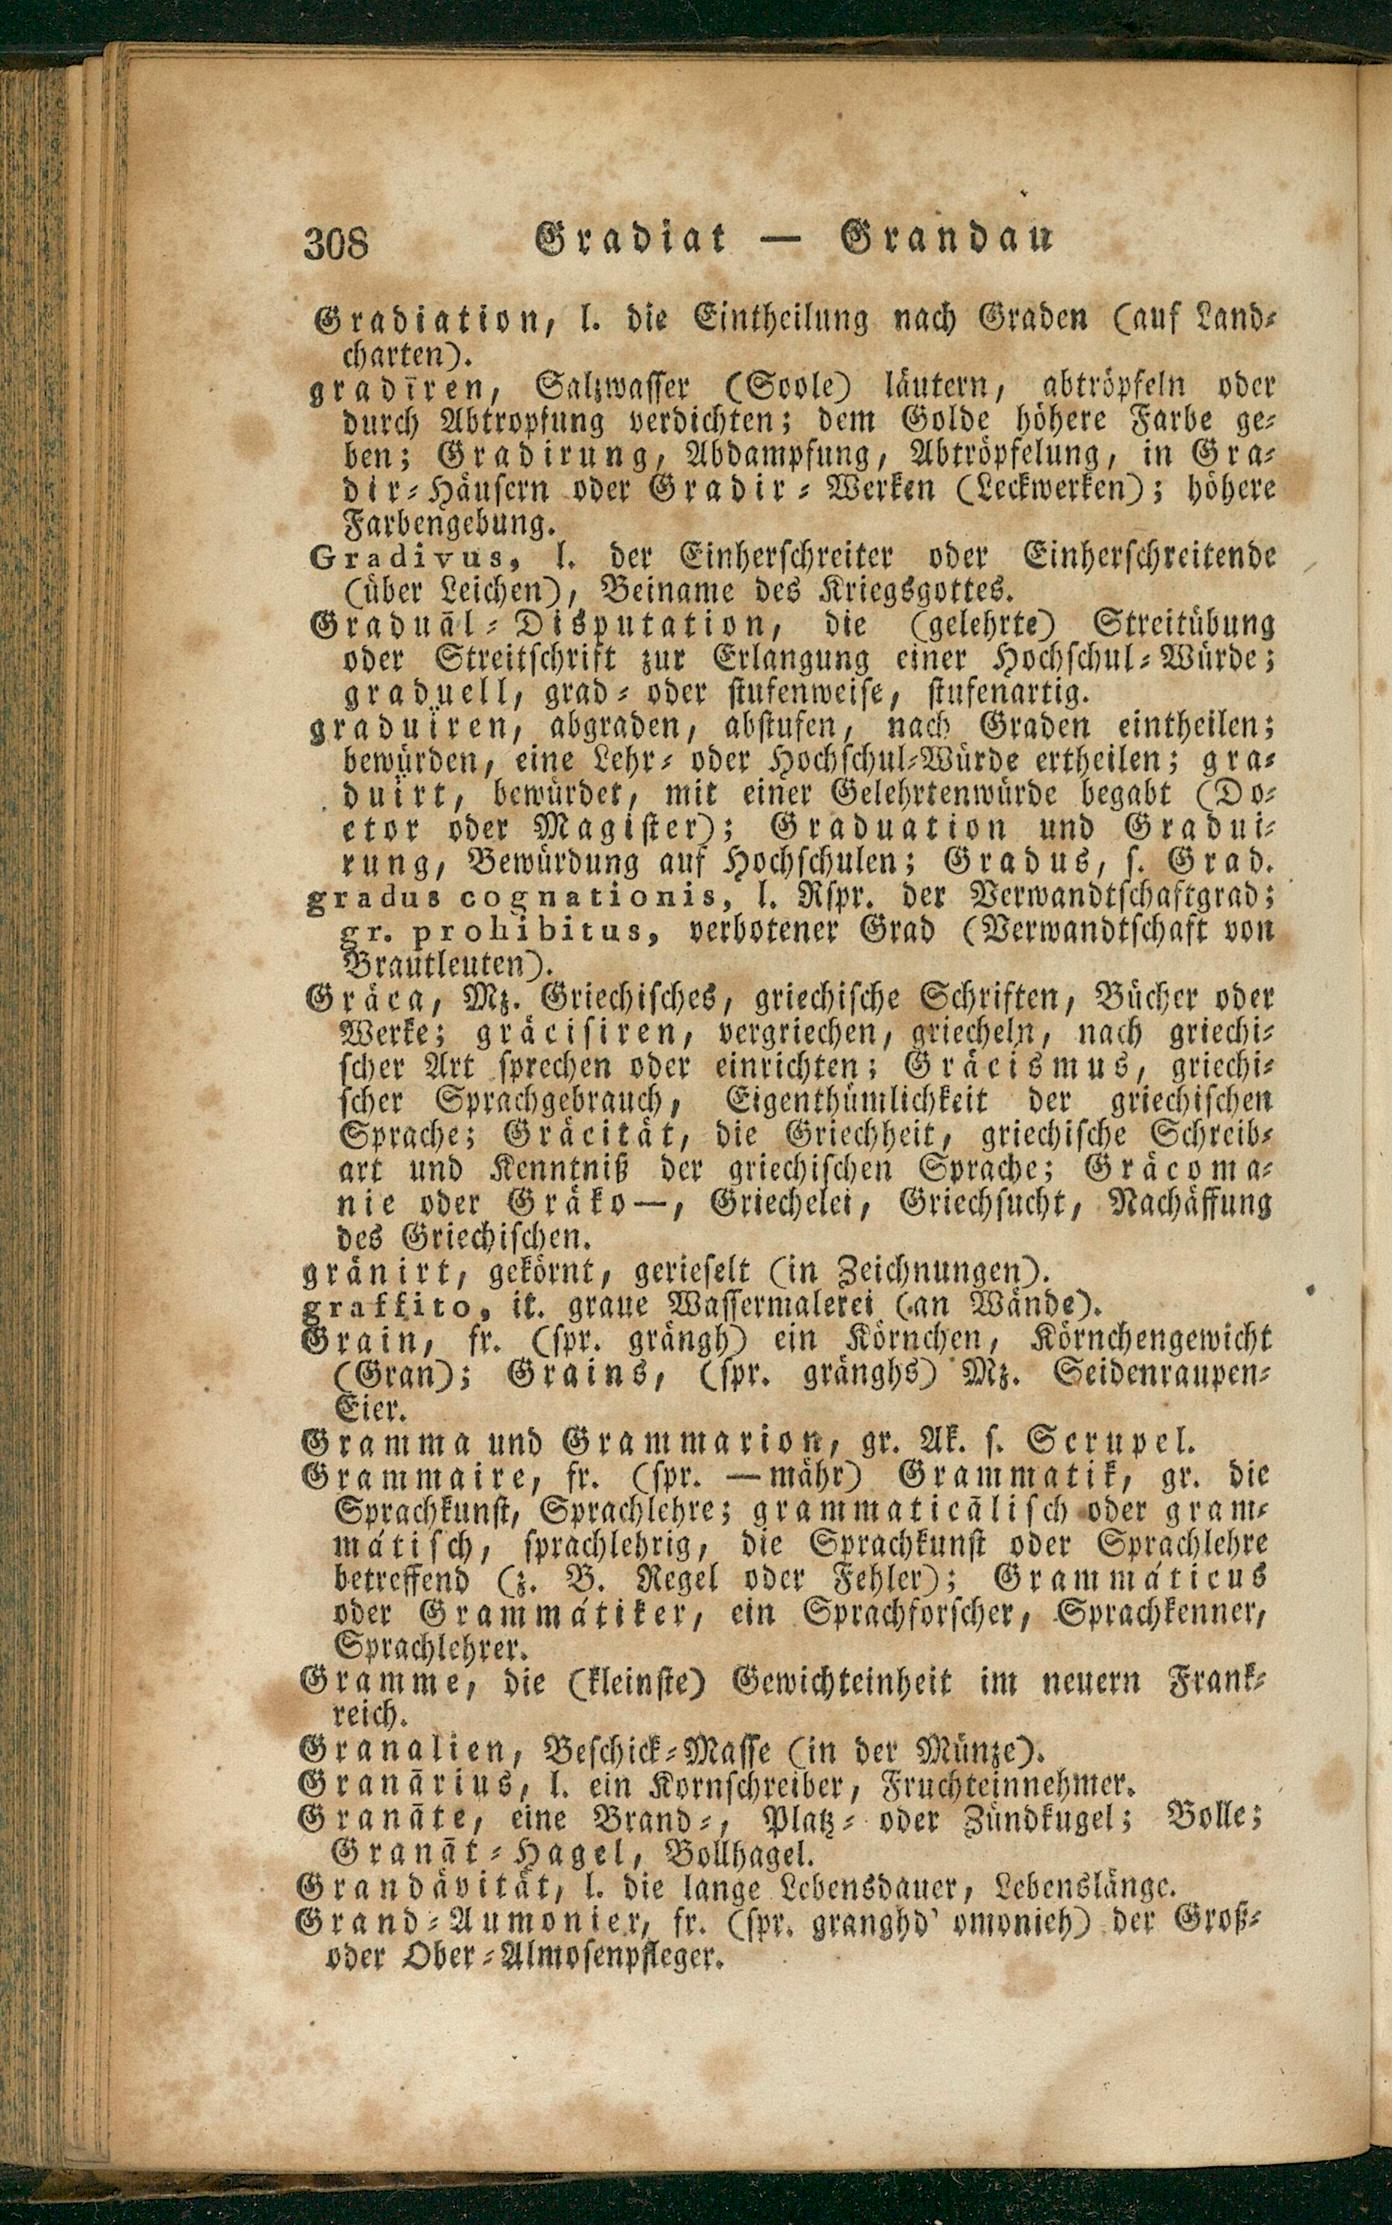 308 Gradiat — Grandau
Gradiation, l. die Eintheilung nach Graden (auf Land-
charten).
gradīren, Salzwasser (Soole) läutern, abtröpfeln oder
durch Abtropfung verdichten; dem Golde höhere Farbe ge-
ben; Gradirung, Abdampfung, Abtröpfelung, in Gra-
dir-Häusern oder Gradir-Werken (Leckwerken); höhere
Farbengebung.
Gradivus, l. der Einherschreiter oder Einherschreitende
(über Leichen), Beiname des Kriegsgottes.
Graduāl-Disputation, die (gelehrte) Streitübung
oder Streitschrift zur Erlangung einer Hochschul-Würde;
graduell, grad- oder stufenweise, stufenartig.
graduïren, abgraden, abstufen, nach Graden eintheilen;
bewürden, eine Lehr- oder Hochschul-Würde ertheilen; gra-
duïrt, bewürdet, mit einer Gelehrtenwürde begabt (Do-
ctor oder Magister); Graduation und Gradui-
rung, Bewürdung auf Hochschulen; Gradus, s. Grad.
gradus cognationis, l. Rspr. der Verwandtschaftgrad;
gr. prohibitus, verbotener Grad (Verwandtschaft von
Brautleuten).
Gräca, Mz. Griechisches, griechische Schriften, Bücher oder
Werke; gräcisiren, vergriechen, griecheln, nach griechi-
scher Art sprechen oder einrichten; Gräcismus, griechi-
scher Sprachgebrauch, Eigenthümlichkeit der griechischen
Sprache; Gräcität, die Griechheit, griechische Schreib-
art und Kenntniß der griechischen Sprache; Gräcoma-
nie oder Gräko—, Griechelei, Griechsucht, Nachäffung
des Griechischen.
gränirt, gekörnt, gerieselt (in Zeichnungen).
graffito, it. graue Wassermalerei (an Wände).
Grain, fr. (spr. grängh) ein Körnchen, Körnchengewicht
(Gran); Grains, (spr. gränghs) Mz. Seidenraupen-
Eier.
Gramma und Grammarion, gr. Ak. s. Scrupel.
Grammaire, fr. (spr. —mähr) Grammatik, gr. die
Sprachkunst, Sprachlehre; grammaticālisch oder gram-
mátisch, sprachlehrig, die Sprachkunst oder Sprachlehre
betreffend (z. B. Regel oder Fehler); Grammáticus
oder Grammátiker, ein Sprachforscher, Sprachkenner,
Sprachlehrer.
Gramme, die (kleinste) Gewichteinheit im neuern Frank-
reich.
Granalien, Beschick-Masse (in der Münze).
Granārius, l. ein Kornschreiber, Fruchteinnehmer.
Granāte, eine Brand-, Platz- oder Zündkugel; Bolle;
Granāt-Hagel, Bollhagel.
Grandävität, l. die lange Lebensdauer, Lebenslänge.
Grand-Aumonier, fr. (spr. granghd' omonieh) der Groß-
oder Ober-Almosenpfleger.